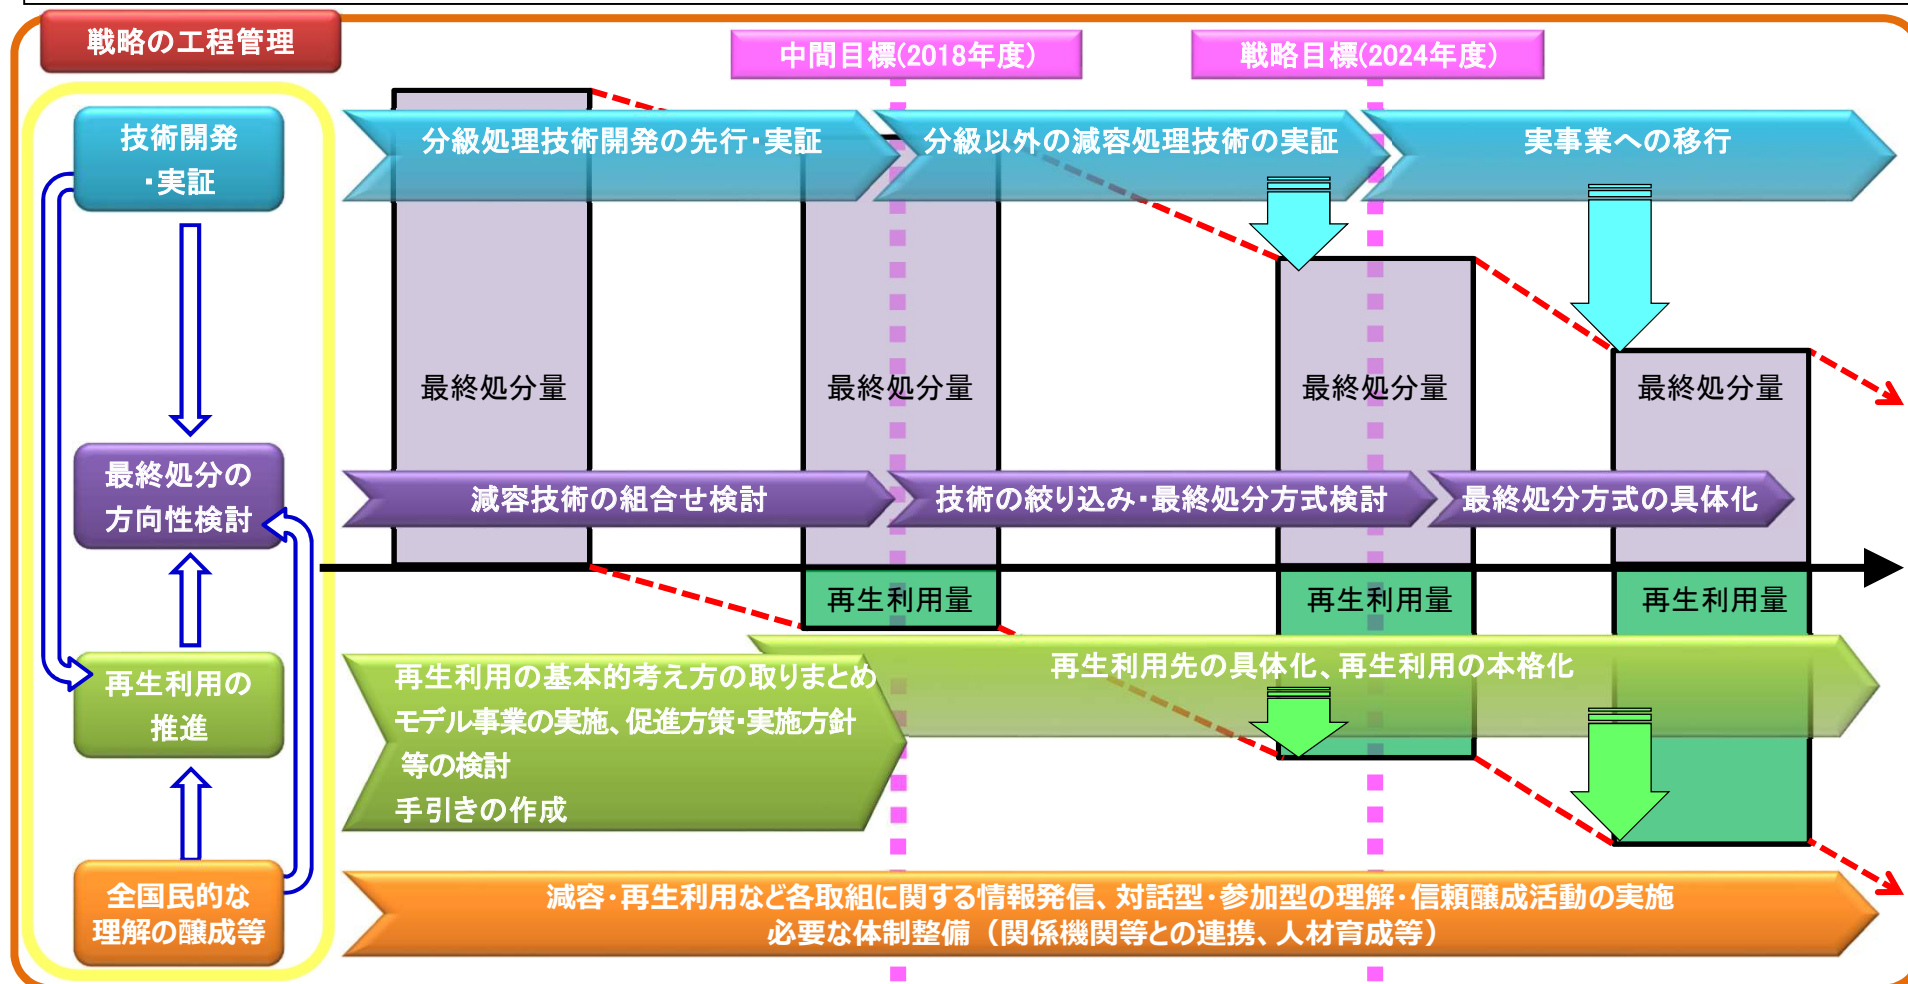 戦略の工程管理
中間目標(2018年度)
戦略目標(2024年度)
技術開発
・実証
分級処理技術開発の先行・実証
分級以外の減容処理技術の実証
実事業への移行
最終処分量
最終処分量
最終処分量
最終処分量
最終処分の
方向性検討
減容技術の組合せ検討
技術の絞り込み・最終処分方式検討
最終処分方式の具体化
再生利用量
再生利用量
再生利用量
再生利用の
推進
再生利用の基本的考え方の取りまとめ
モデル事業の実施、促進方策・実施方針
等の検討
手引きの作成
再生利用先の具体化、再生利用の本格化
全国民的な
理解の醸成等
減容・再生利用など各取組に関する情報発信、対話型・参加型の理解・信頼醸成活動の実施
必要な体制整備（関係機関等との連携、人材育成等）